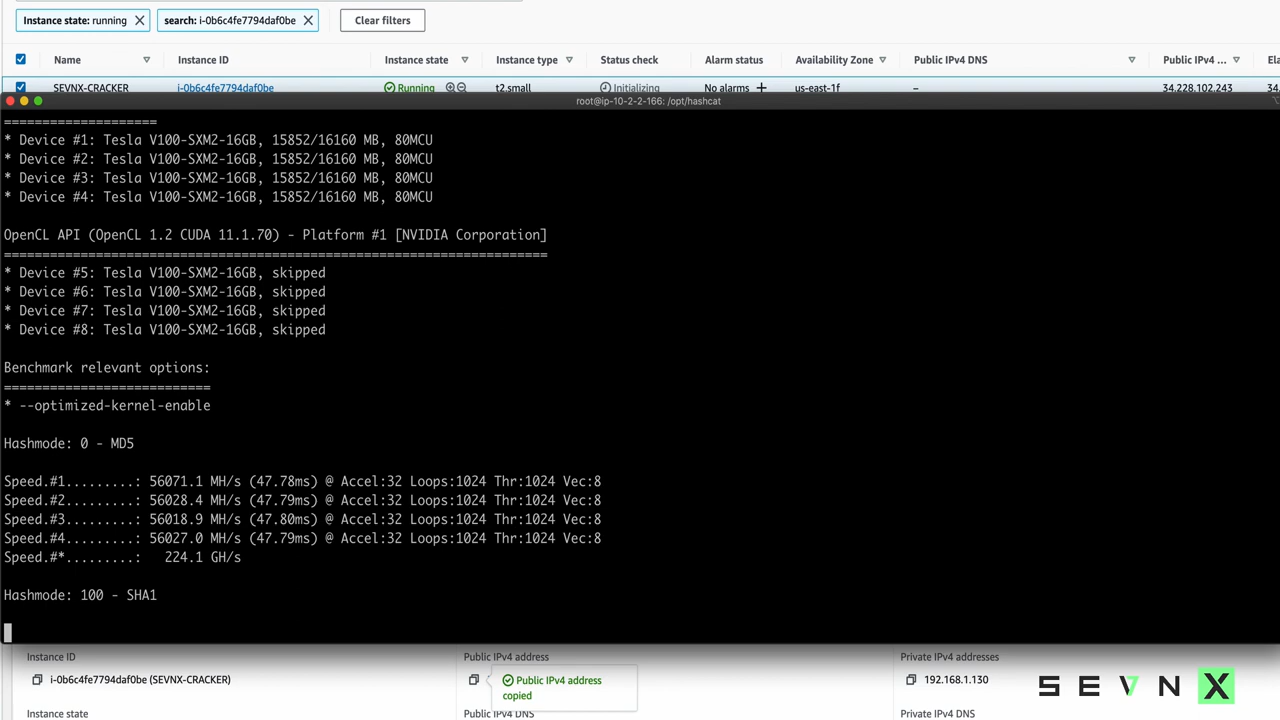 Instance state: running
search: i-0b6c4fe7794daf0be
Clear filters
Name Instance ID Instance state Instance type Status check Alarm status Availability Zone Public IPv4 DNS Public IPv4 ... Ela
SEVNX-CRACKER i-0b6c4fe7794daf0be Running t2.small Initializing No alarms + us-east-1f – 34.228.102.243 34.
root@ip-10-2-2-166: /opt/hashcat
====================
* Device #1: Tesla V100-SXM2-16GB, 15852/16160 MB, 80MCU
* Device #2: Tesla V100-SXM2-16GB, 15852/16160 MB, 80MCU
* Device #3: Tesla V100-SXM2-16GB, 15852/16160 MB, 80MCU
* Device #4: Tesla V100-SXM2-16GB, 15852/16160 MB, 80MCU
OpenCL API (OpenCL 1.2 CUDA 11.1.70) - Platform #1 [NVIDIA Corporation]
=======================================================================
* Device #5: Tesla V100-SXM2-16GB, skipped
* Device #6: Tesla V100-SXM2-16GB, skipped
* Device #7: Tesla V100-SXM2-16GB, skipped
* Device #8: Tesla V100-SXM2-16GB, skipped
Benchmark relevant options:
===========================
* --optimized-kernel-enable
Hashmode: 0 - MD5
Speed.#1.........: 56071.1 MH/s (47.78ms) @ Accel:32 Loops:1024 Thr:1024 Vec:8
Speed.#2.........: 56028.4 MH/s (47.79ms) @ Accel:32 Loops:1024 Thr:1024 Vec:8
Speed.#3.........: 56018.9 MH/s (47.80ms) @ Accel:32 Loops:1024 Thr:1024 Vec:8
Speed.#4.........: 56027.0 MH/s (47.79ms) @ Accel:32 Loops:1024 Thr:1024 Vec:8
Speed.#*.........:   224.1 GH/s
Hashmode: 100 - SHA1
Instance ID Public IPv4 address Private IPv4 addresses
i-0b6c4fe7794daf0be (SEVNX-CRACKER) Public IPv4 address copied 192.168.1.130
Instance state Public IPv4 DNS Private IPv4 DNS
SEVNX